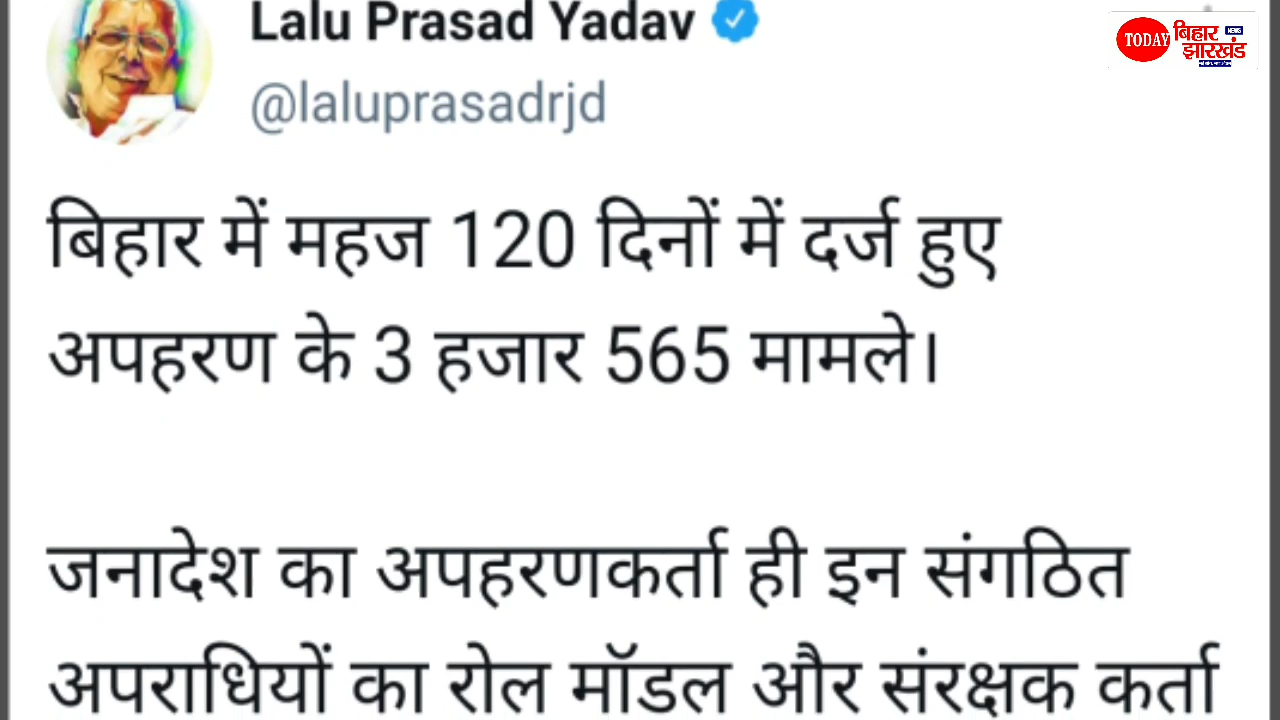 Lalu Prasad Yadav
@laluprasadrjd
TODAY बिहार NEWS
झारखंड
बिहार में महज 120 दिनों में दर्ज हुए
अपहरण के 3 हजार 565 मामले।
जनादेश का अपहरणकर्ता ही इन संगठित
अपराधियों का रोल मॉडल और संरक्षक कर्ता